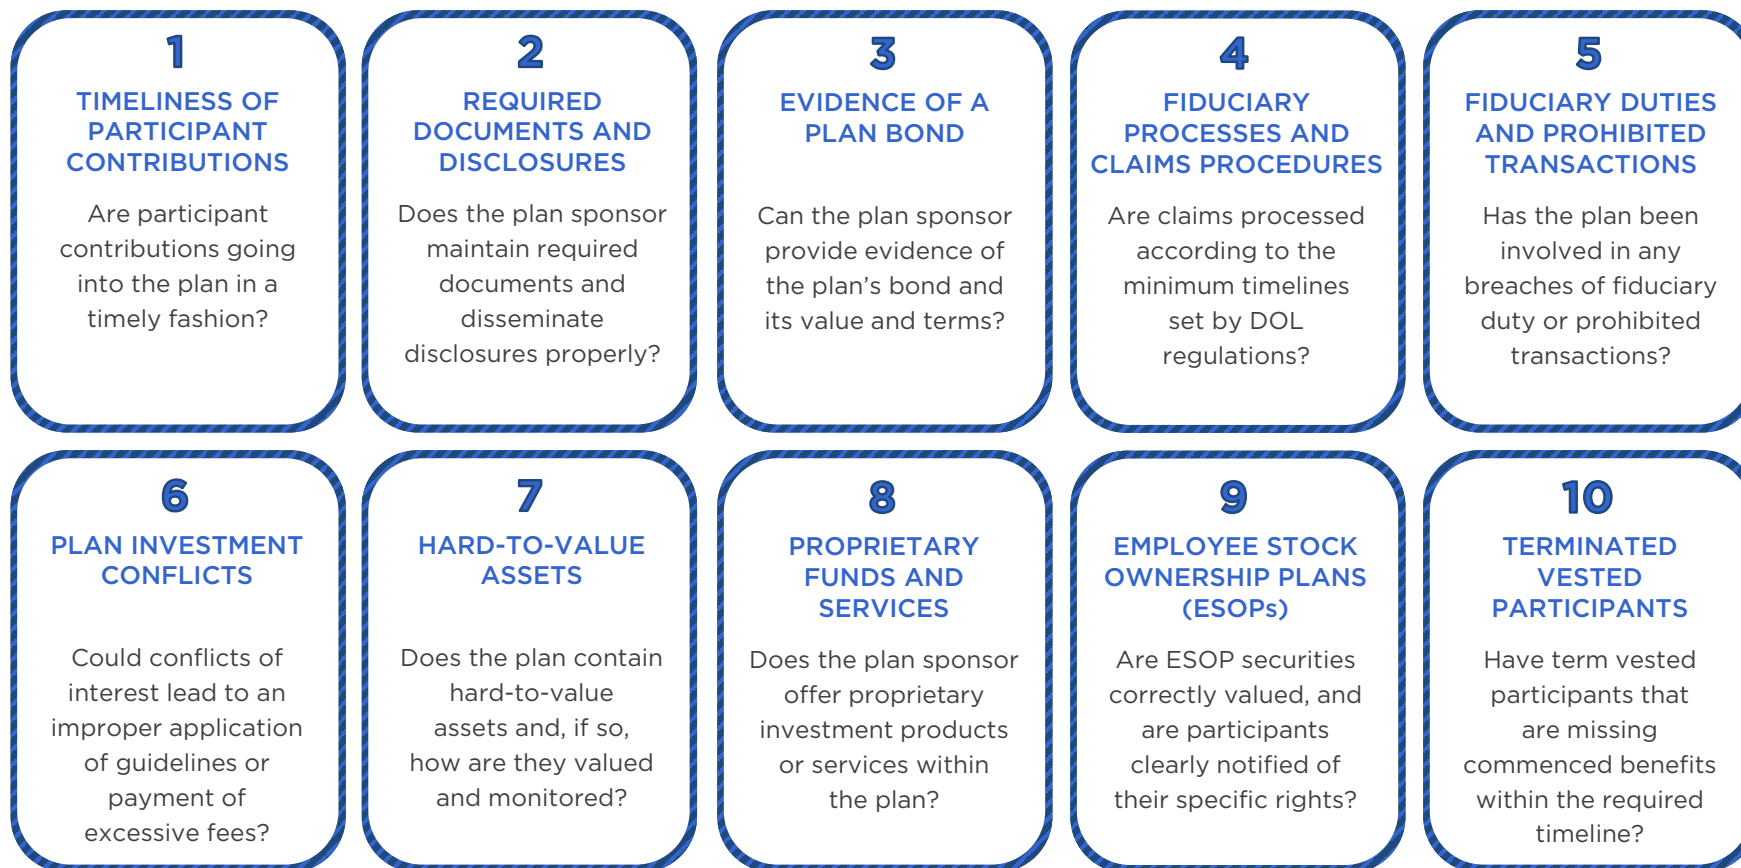 1
TIMELINESS OF
PARTICIPANT
CONTRIBUTIONS
Are participant
contributions going
into the plan in a
timely fashion?
2
REQUIRED
DOCUMENTS AND
DISCLOSURES
Does the plan sponsor
maintain required
documents and
disseminate
disclosures properly?
3
EVIDENCE OF A
PLAN BOND
Can the plan sponsor
provide evidence of
the plan’s bond and
its value and terms?
4
FIDUCIARY
PROCESSES AND
CLAIMS PROCEDURES
Are claims processed
according to the
minimum timelines
set by DOL
regulations?
5
FIDUCIARY DUTIES
AND PROHIBITED
TRANSACTIONS
Has the plan been
involved in any
breaches of fiduciary
duty or prohibited
transactions?
6
PLAN INVESTMENT
CONFLICTS
Could conflicts of
interest lead to an
improper application
of guidelines or
payment of
excessive fees?
7
HARD-TO-VALUE
ASSETS
Does the plan contain
hard-to-value
assets and, if so,
how are they valued
and monitored?
8
PROPRIETARY
FUNDS AND
SERVICES
Does the plan sponsor
offer proprietary
investment products
or services within
the plan?
9
EMPLOYEE STOCK
OWNERSHIP PLANS
(ESOPs)
Are ESOP securities
correctly valued, and
are participants
clearly notified of
their specific rights?
10
TERMINATED
VESTED
PARTICIPANTS
Have term vested
participants that
are missing
commenced benefits
within the required
timeline?